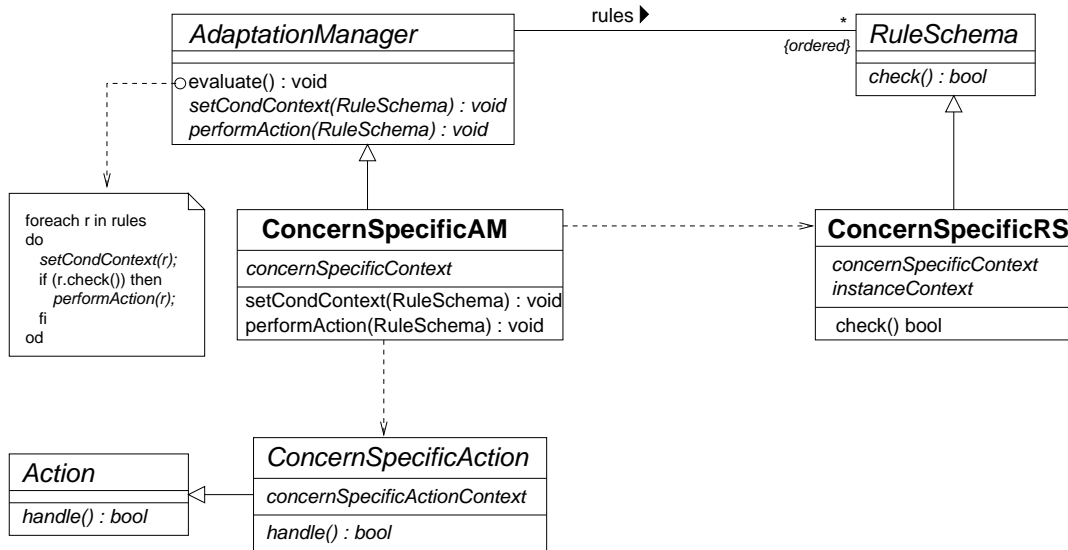 rules
*
{ordered}
AdaptationManager
evaluate() : void
setCondContext(RuleSchema) : void
performAction(RuleSchema) : void
RuleSchema
check() : bool
foreach r in rules
do
setCondContext(r);
if (r.check()) then
performAction(r);
fi
od
ConcernSpecificAM
concernSpecificContext
setCondContext(RuleSchema) : void
performAction(RuleSchema) : void
ConcernSpecificRS
concernSpecificContext
instanceContext
check() bool
Action
handle() : bool
ConcernSpecificAction
concernSpecificActionContext
handle() : bool